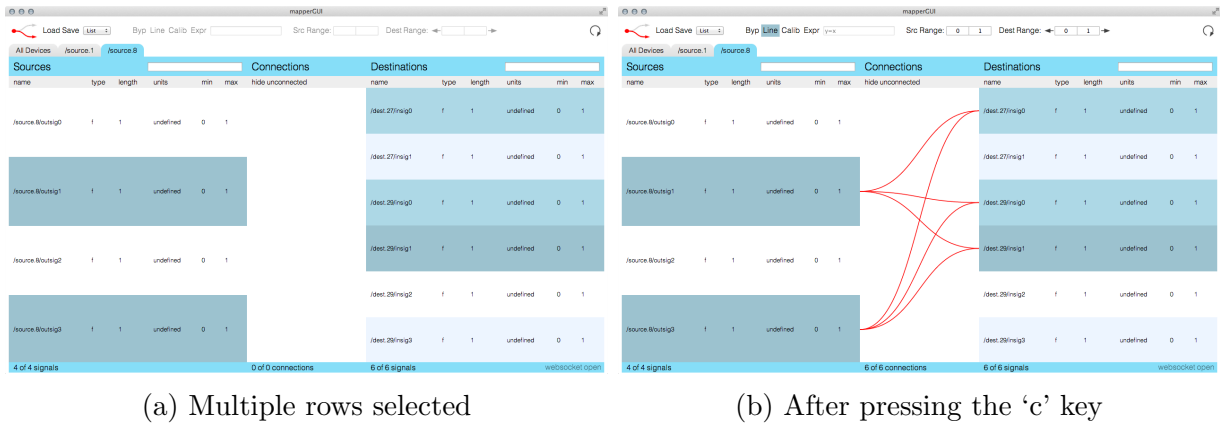 mapperGUI
Load Save List Byp Line Calib Expr Src Range: Dest Range:
All Devices /source.1 /source.8
Sources Connections Destinations
name type length units min max hide unconnected name type length units min max
/dest.27/insig0 f 1 undefined 0 1
/source.8/outsig0 f 1 undefined 0 1
/dest.27/insig1 f 1 undefined 0 1
/source.8/outsig1 f 1 undefined 0 1
/dest.29/insig0 f 1 undefined 0 1
/dest.29/insig1 f 1 undefined 0 1
/source.8/outsig2 f 1 undefined 0 1
/dest.29/insig2 f 1 undefined 0 1
/source.8/outsig3 f 1 undefined 0 1
/dest.29/insig3 f 1 undefined 0 1
4 of 4 signals 0 of 0 connections 6 of 6 signals websocket open
(a) Multiple rows selected
mapperGUI
Load Save List Byp Line Calib Expr y=x Src Range: 0 1 Dest Range: 0 1
All Devices /source.1 /source.8
Sources Connections Destinations
name type length units min max hide unconnected name type length units min max
/dest.27/insig0 f 1 undefined 0 1
/source.8/outsig0 f 1 undefined 0 1
/dest.27/insig1 f 1 undefined 0 1
/source.8/outsig1 f 1 undefined 0 1
/dest.29/insig0 f 1 undefined 0 1
/dest.29/insig1 f 1 undefined 0 1
/source.8/outsig2 f 1 undefined 0 1
/dest.29/insig2 f 1 undefined 0 1
/source.8/outsig3 f 1 undefined 0 1
/dest.29/insig3 f 1 undefined 0 1
4 of 4 signals 6 of 6 connections 6 of 6 signals websocket open
(b) After pressing the ‘c’ key